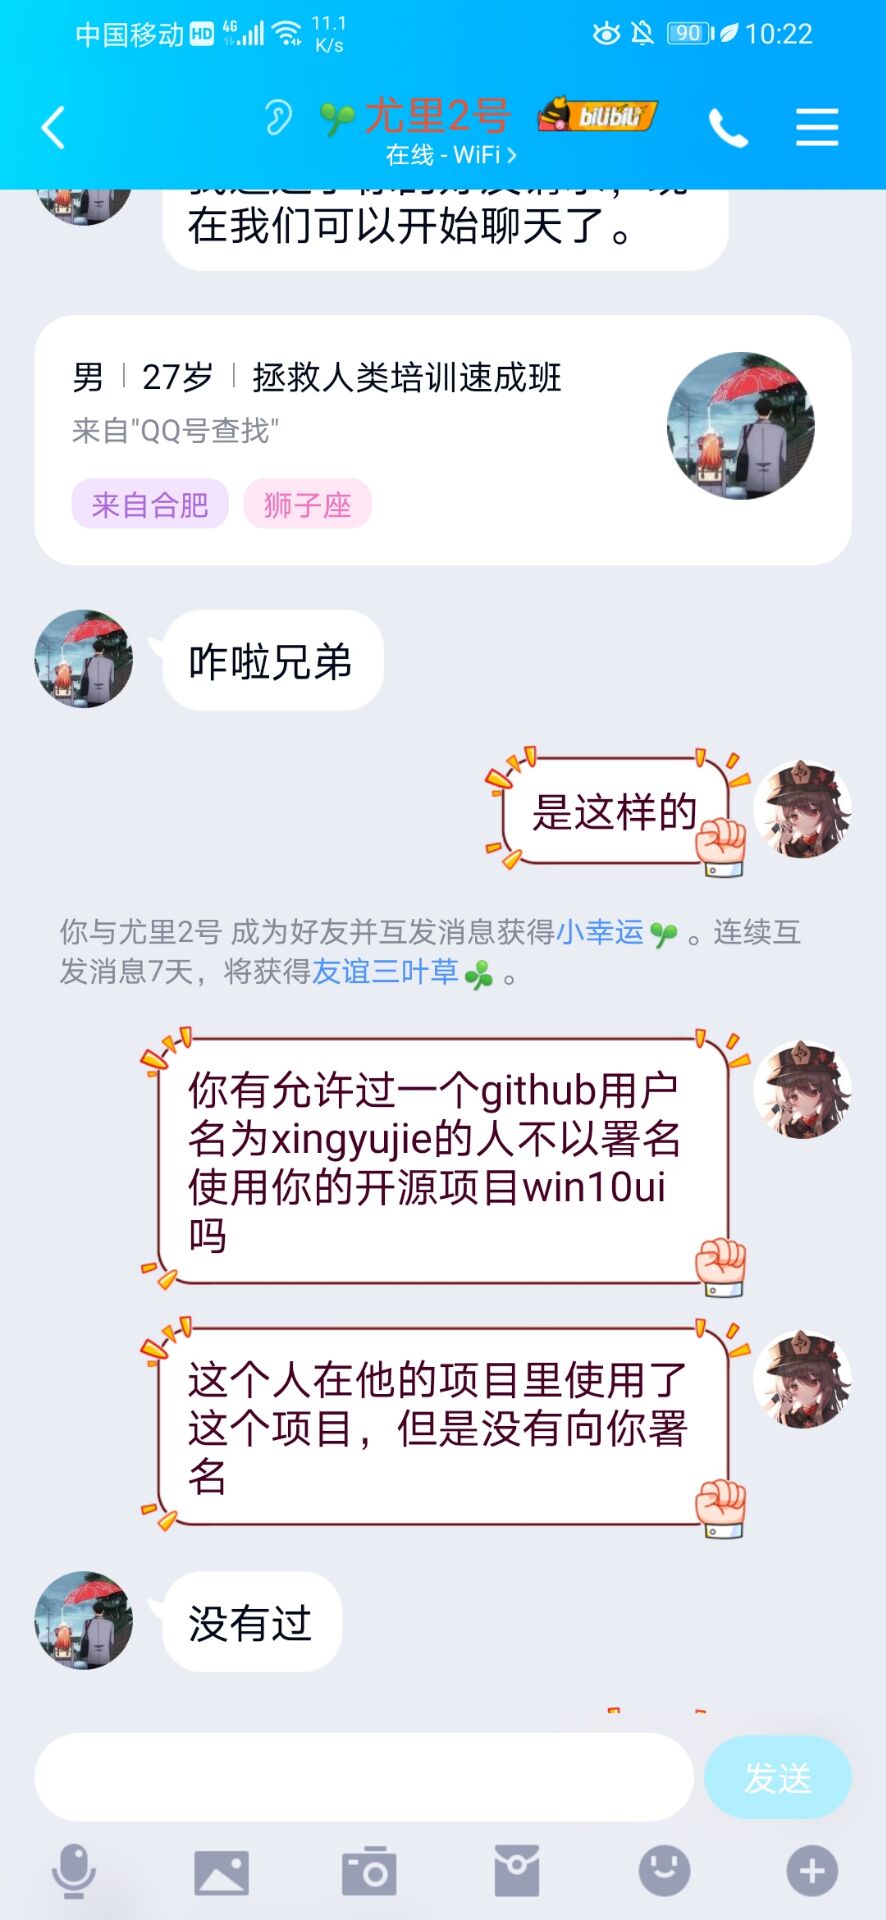 中国移动 HD 4G 11.1 K/s 90 10:22
尤里2号 bilibili
在线 - WiFi
在我们可以开始聊天了。
男 27岁 拯救人类培训速成班
来自"QQ号查找"
来自合肥 狮子座
咋啦兄弟
是这样的
你与尤里2号 成为好友并互发消息获得小幸运 。连续互
发消息7天，将获得友谊三叶草 。
你有允许过一个github用户
名为xingyujie的人不以署名
使用你的开源项目win10ui
吗
这个人在他的项目里使用了
这个项目，但是没有向你署
名
没有过
发送